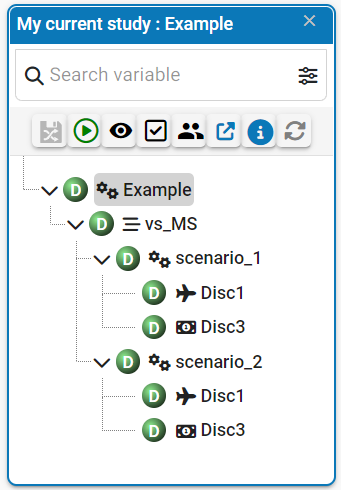 My current study : Example ×
Search variable
D Example
D vs_MS
D scenario_1
D Disc1
D Disc3
D scenario_2
D Disc1
D Disc3